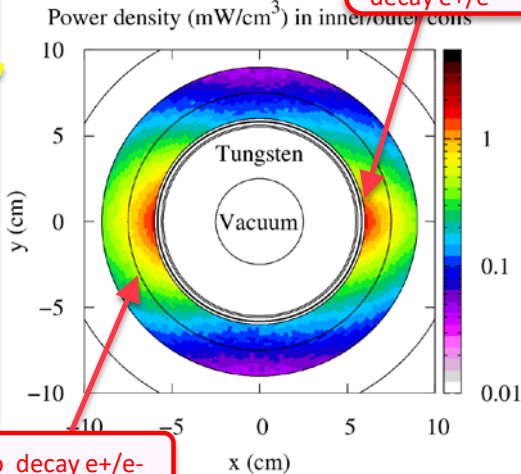 decay e+/e-
Power density (mW/cm³) in inner/outer coils
10
5
0
−5
−10
y (cm)
Tungsten
Vacuum
1
0.1
0.01
−10
−5
0
5
10
x (cm)
decay e+/e-